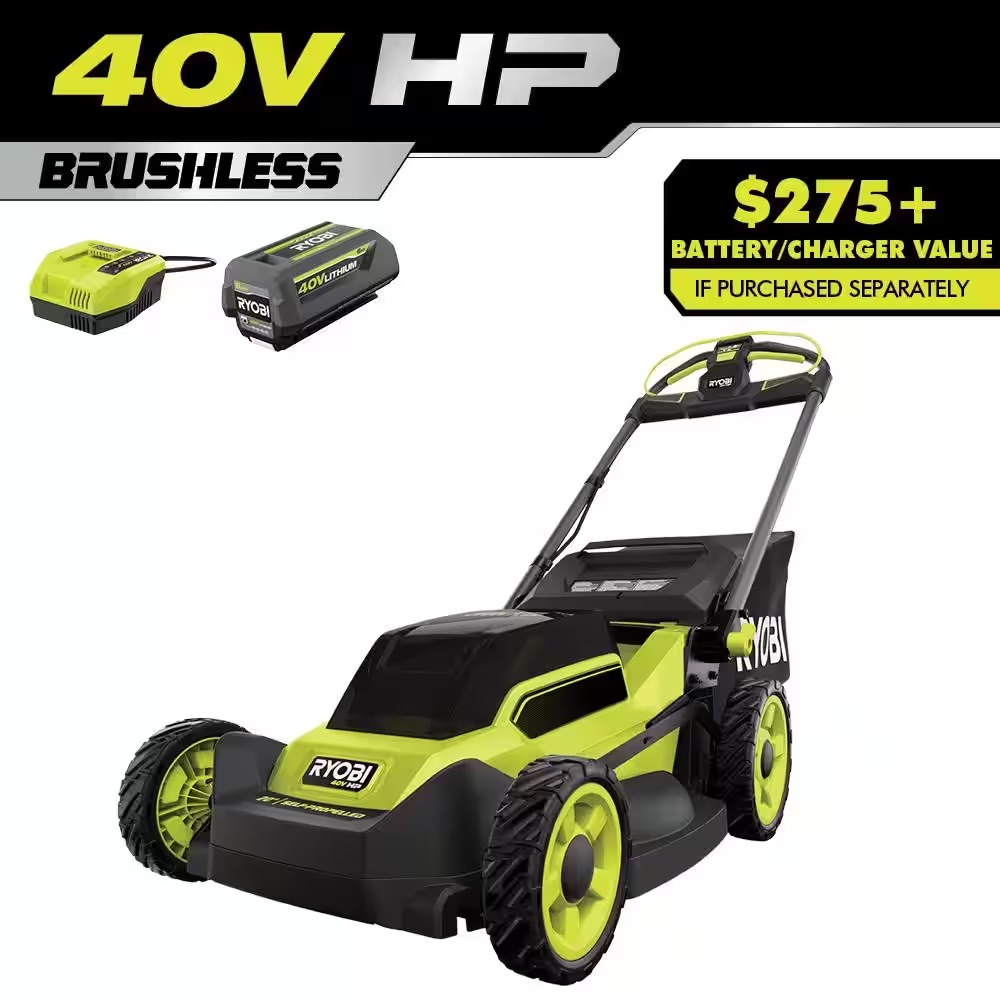 40V HP
BRUSHLESS
$275+
BATTERY/CHARGER VALUE
IF PURCHASED SEPARATELY
RYOBI
40V LITHIUM
RYOBI
RYOBI
RYOBI
RYOBI
40V HP
SELF-PROPELLED